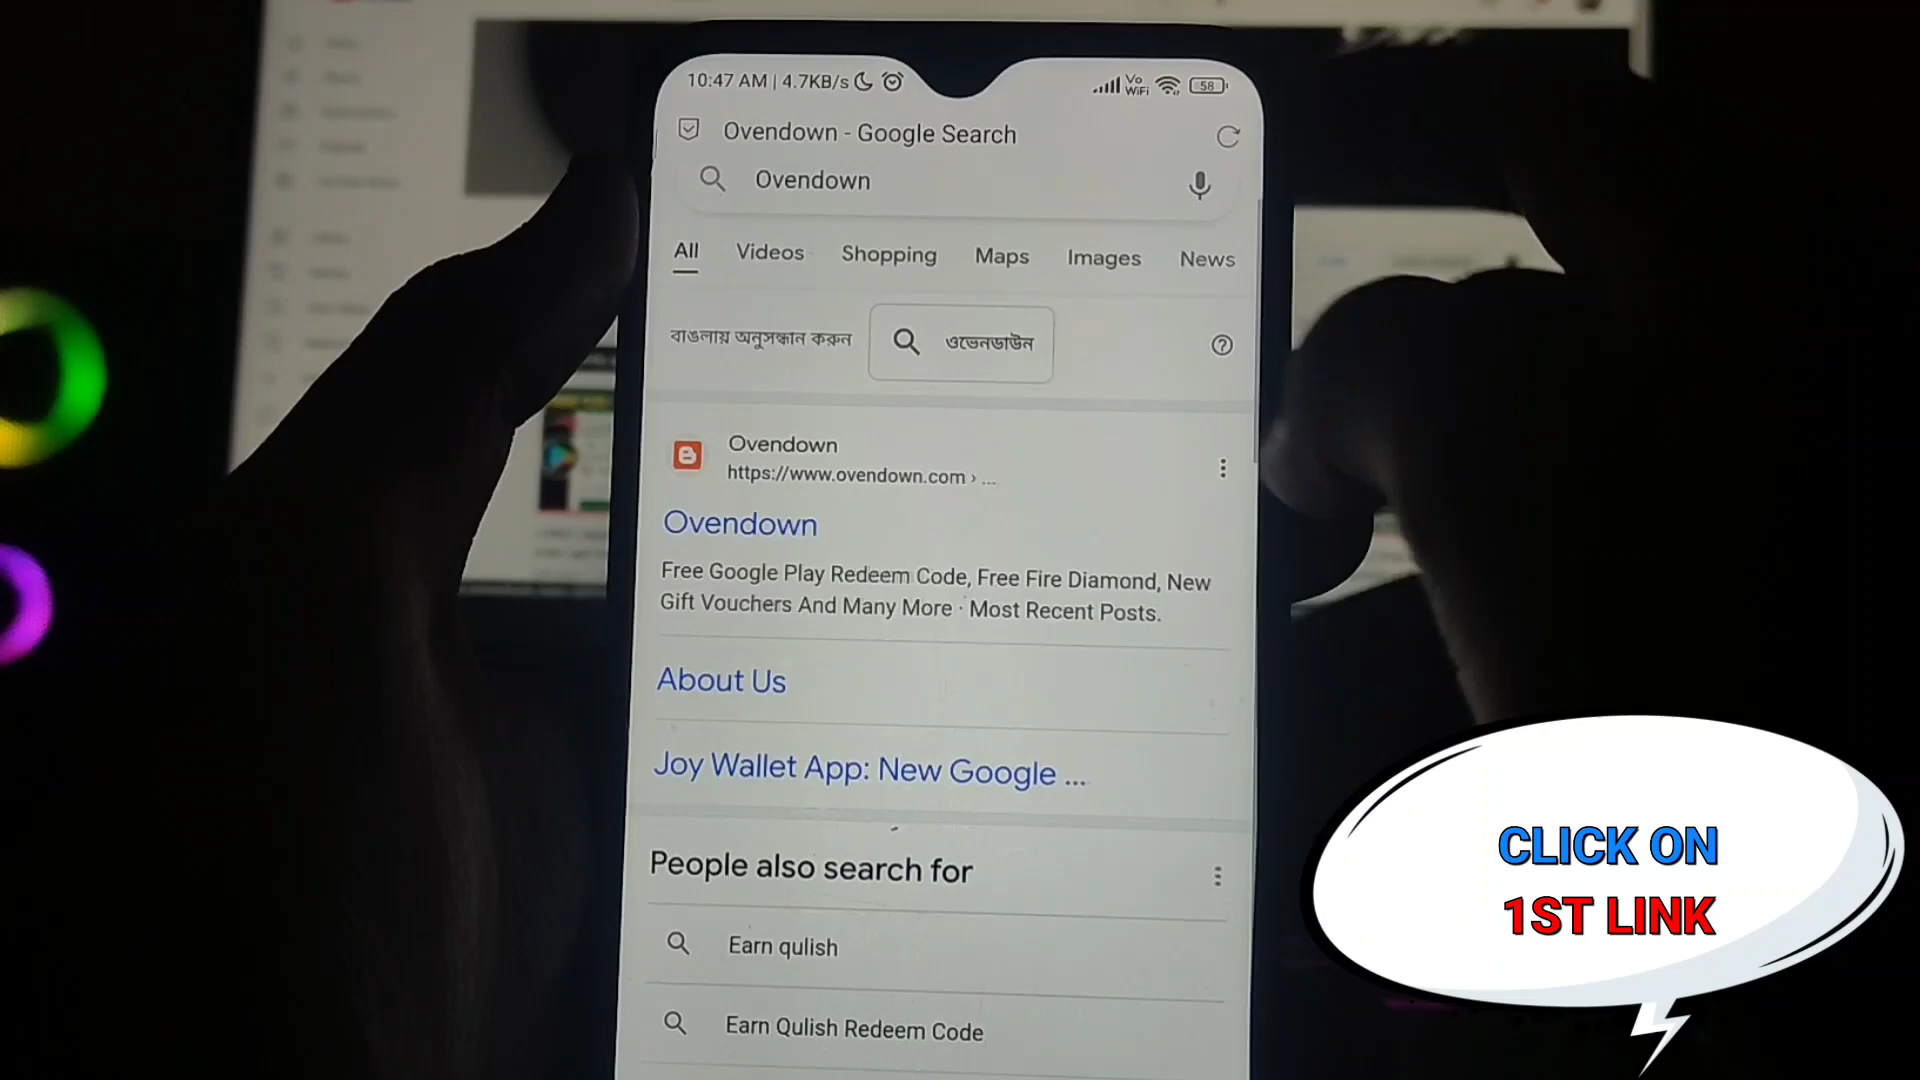 10:47 AM | 4.7KB/s
Vo
WiFi
58
Ovendown - Google Search
Ovendown
All Videos Shopping Maps Images News
বাঙলায় অনুসন্ধান করুন ওভেনডাউন
Ovendown
https://www.ovendown.com › ...
Ovendown
Free Google Play Redeem Code, Free Fire Diamond, New
Gift Vouchers And Many More · Most Recent Posts.
About Us
Joy Wallet App: New Google ...
People also search for
Earn qulish
Earn Qulish Redeem Code
CLICK ON
1ST LINK